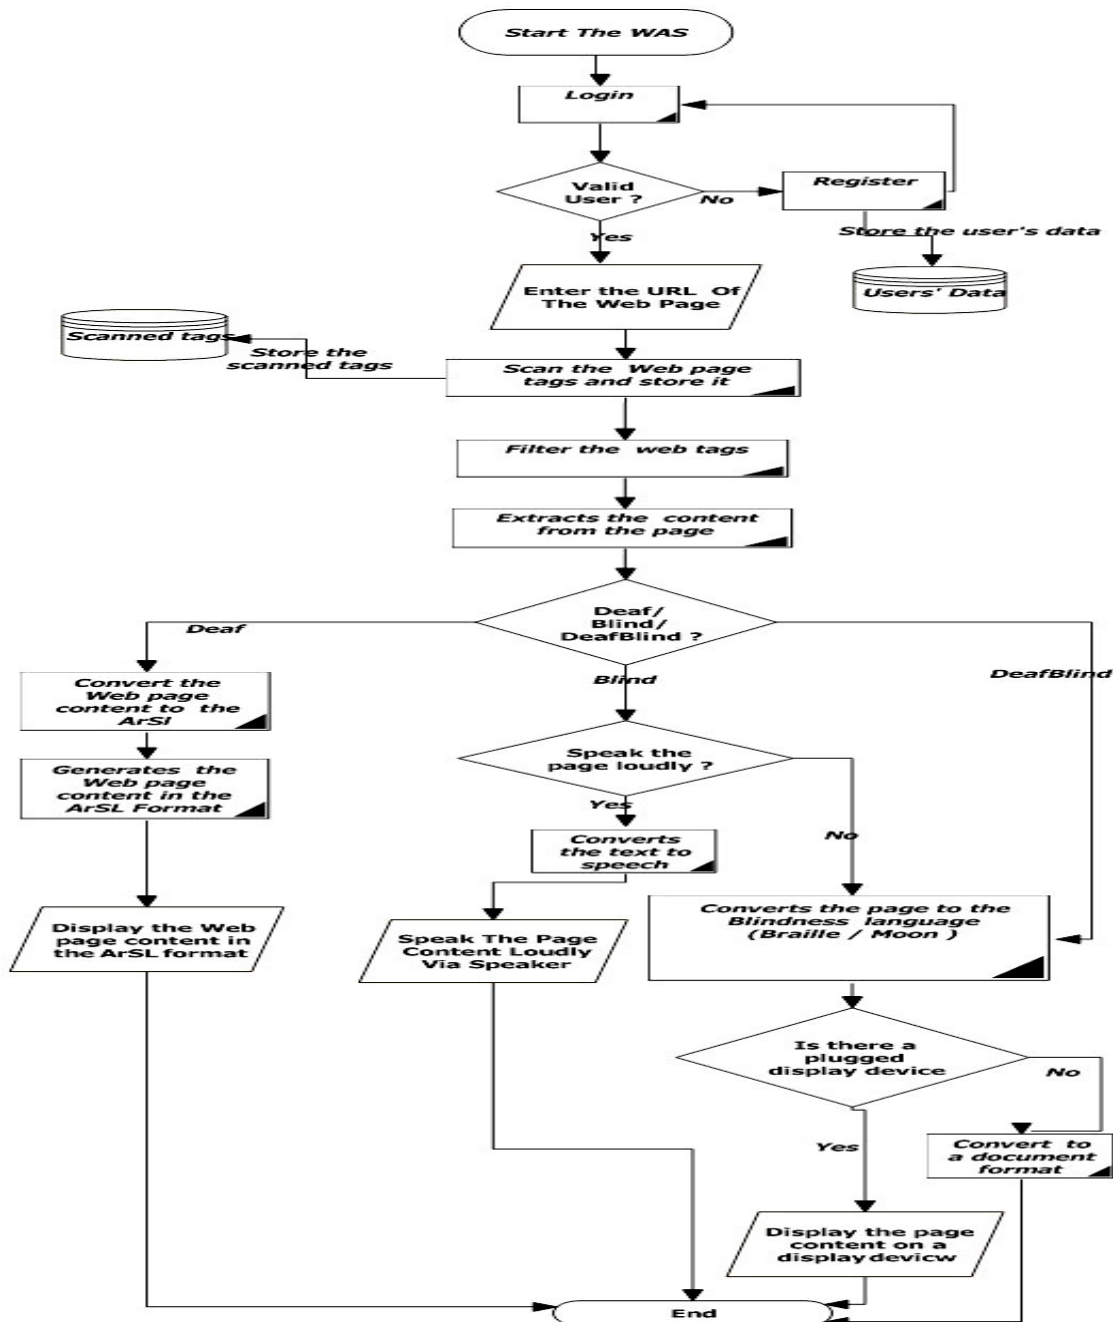 Start The WAS
Login
Valid
User ?
No
Register
Yes
Store the user's data
Users' Data
Enter the URL Of
The Web Page
Scanned tags
Store the
scanned tags
Scan the Web page
tags and store it
Filter the web tags
Extracts the content
from the page
Deaf/
Blind/
DeafBlind ?
Deaf
Blind
DeafBlind
Convert the
Web page
content to the
ArSl
Generates the
Web page
content in the
ArSL Format
Speak the
page loudly ?
Yes
No
Converts
the text to
speech
Display the Web
page content in
the ArSL format
Speak The Page
Content Loudly
Via Speaker
Converts the page to the
Blindness language
(Braille / Moon )
Is there a
plugged
display device
No
Yes
Convert to
a document
format
Display the page
content on a
display devicw
End